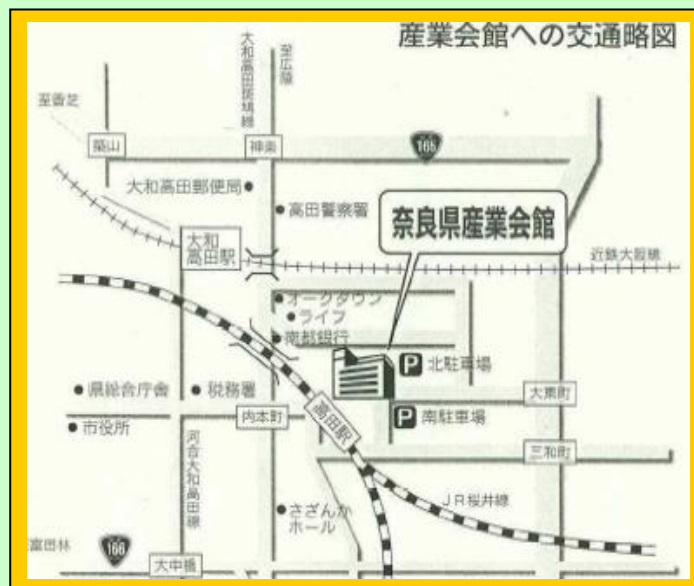 産業会館への交通略図
大和高田斑鳩線
至広陵
至香芝
築山
神楽
165
大和高田郵便局
高田警察署
奈良県産業会館
大和
高田駅
近鉄大阪線
オークタウン
ライフ
南都銀行
P 北駐車場
県総合庁舎
税務署
大東町
内本町
高田駅
P 南駐車場
市役所
三和町
河合大和高田線
JR桜井線
さざんか
ホール
富田林
166
大中橋